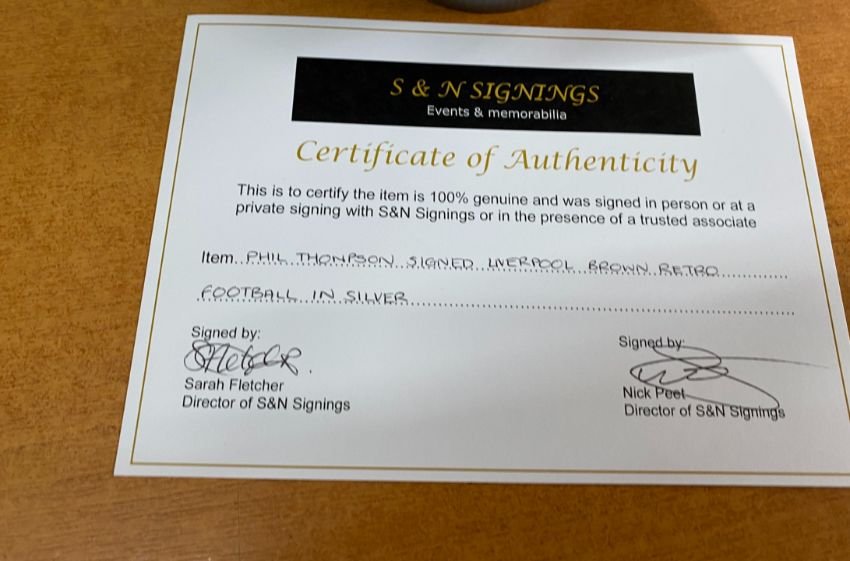 S & N SIGNINGS
Events & memorabilia
Certificate of Authenticity
This is to certify the item is 100% genuine and was signed in person or at a
private signing with S&N Signings or in the presence of a trusted associate
Item..PHIL THOMPSON SIGNED LIVERPOOL BROWN RETRO
FOOTBALL IN SILVER
Signed by:
SFletcher.
Sarah Fletcher
Director of S&N Signings
Signed by:
Nick Peel
Director of S&N Signings